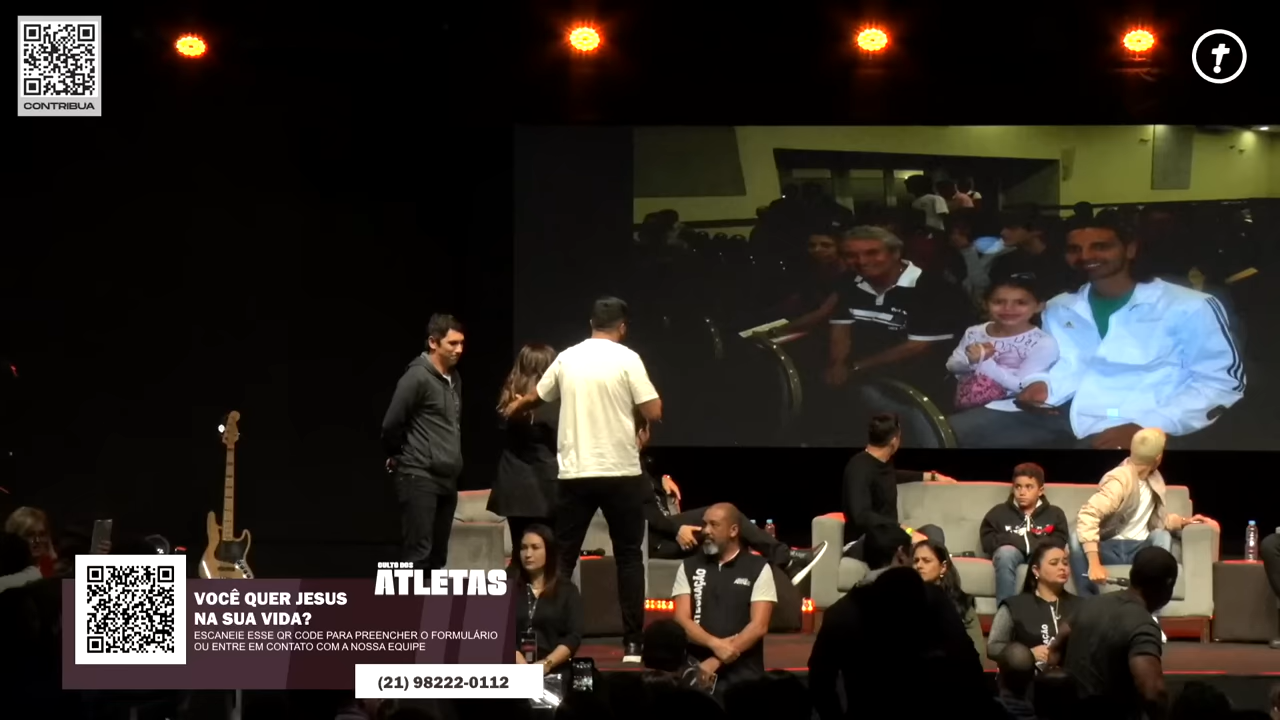 CONTRIBUA
CULTO DOS
ATLETAS
VOCÊ QUER JESUS
NA SUA VIDA?
ESCANEIE ESSE QR CODE PARA PREENCHER O FORMULÁRIO
OU ENTRE EM CONTATO COM A NOSSA EQUIPE
(21) 98222-0112